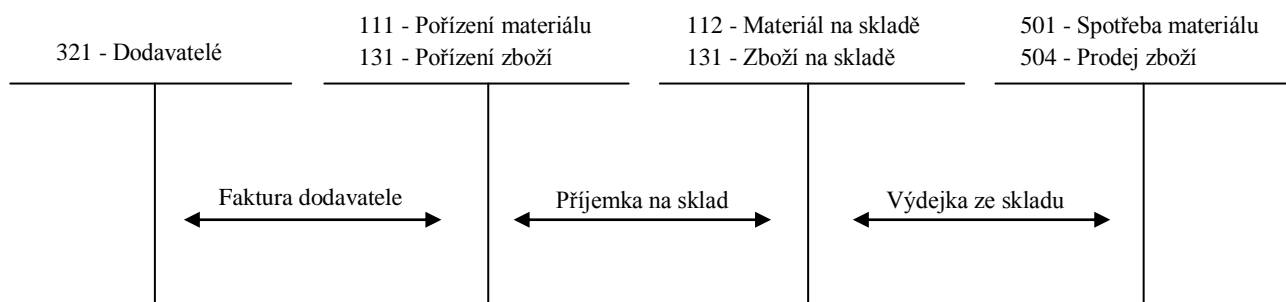 321 - Dodavatelé
111 - Pořízení materiálu
131 - Pořízení zboží
112 - Materiál na skladě
131 - Zboží na skladě
501 - Spotřeba materiálu
504 - Prodej zboží
Faktura dodavatele
Příjemka na sklad
Výdejka ze skladu